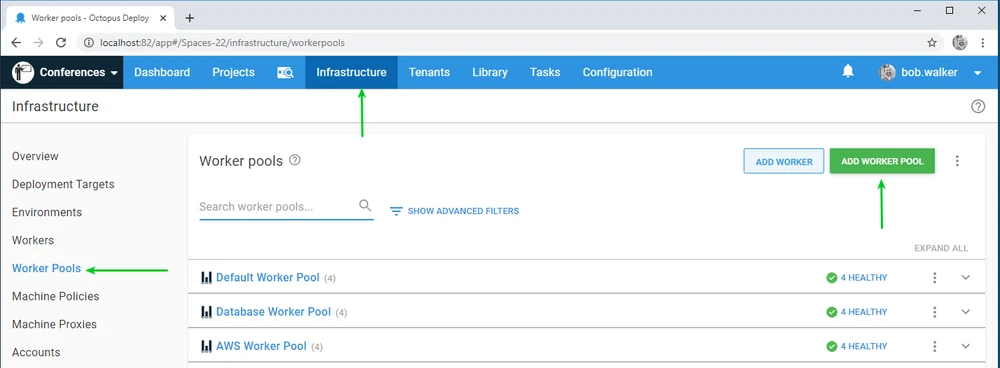 Worker pools - Octopus Deploy
localhost:82/app#/Spaces-22/infrastructure/workerpools
Conferences Dashboard Projects Infrastructure Tenants Library Tasks Configuration bob.walker
Infrastructure
Overview
Deployment Targets
Environments
Workers
Worker Pools
Machine Policies
Machine Proxies
Accounts
Worker pools
ADD WORKER ADD WORKER POOL
Search worker pools...
SHOW ADVANCED FILTERS
EXPAND ALL
Default Worker Pool (4) 4 HEALTHY
Database Worker Pool (4) 4 HEALTHY
AWS Worker Pool (4) 4 HEALTHY